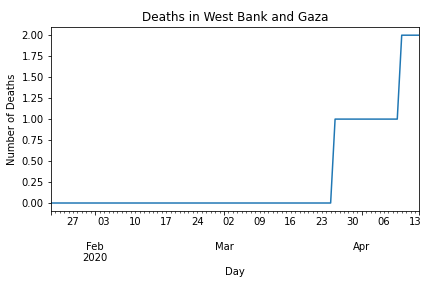 Deaths in West Bank and Gaza
2.00
1.75
1.50
1.25
1.00
0.75
0.50
0.25
0.00
Number of Deaths
27 03 10 17 24 02 09 16 23 30 06 13
Feb Mar Apr
2020
Day